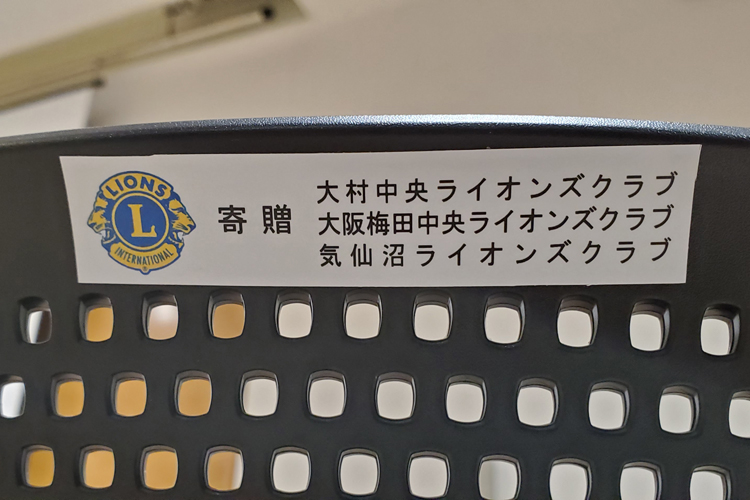 LIONS
L
INTERNATIONAL
寄贈
大村中央ライオンズクラブ
大阪梅田中央ライオンズクラブ
気仙沼ライオンズクラブ